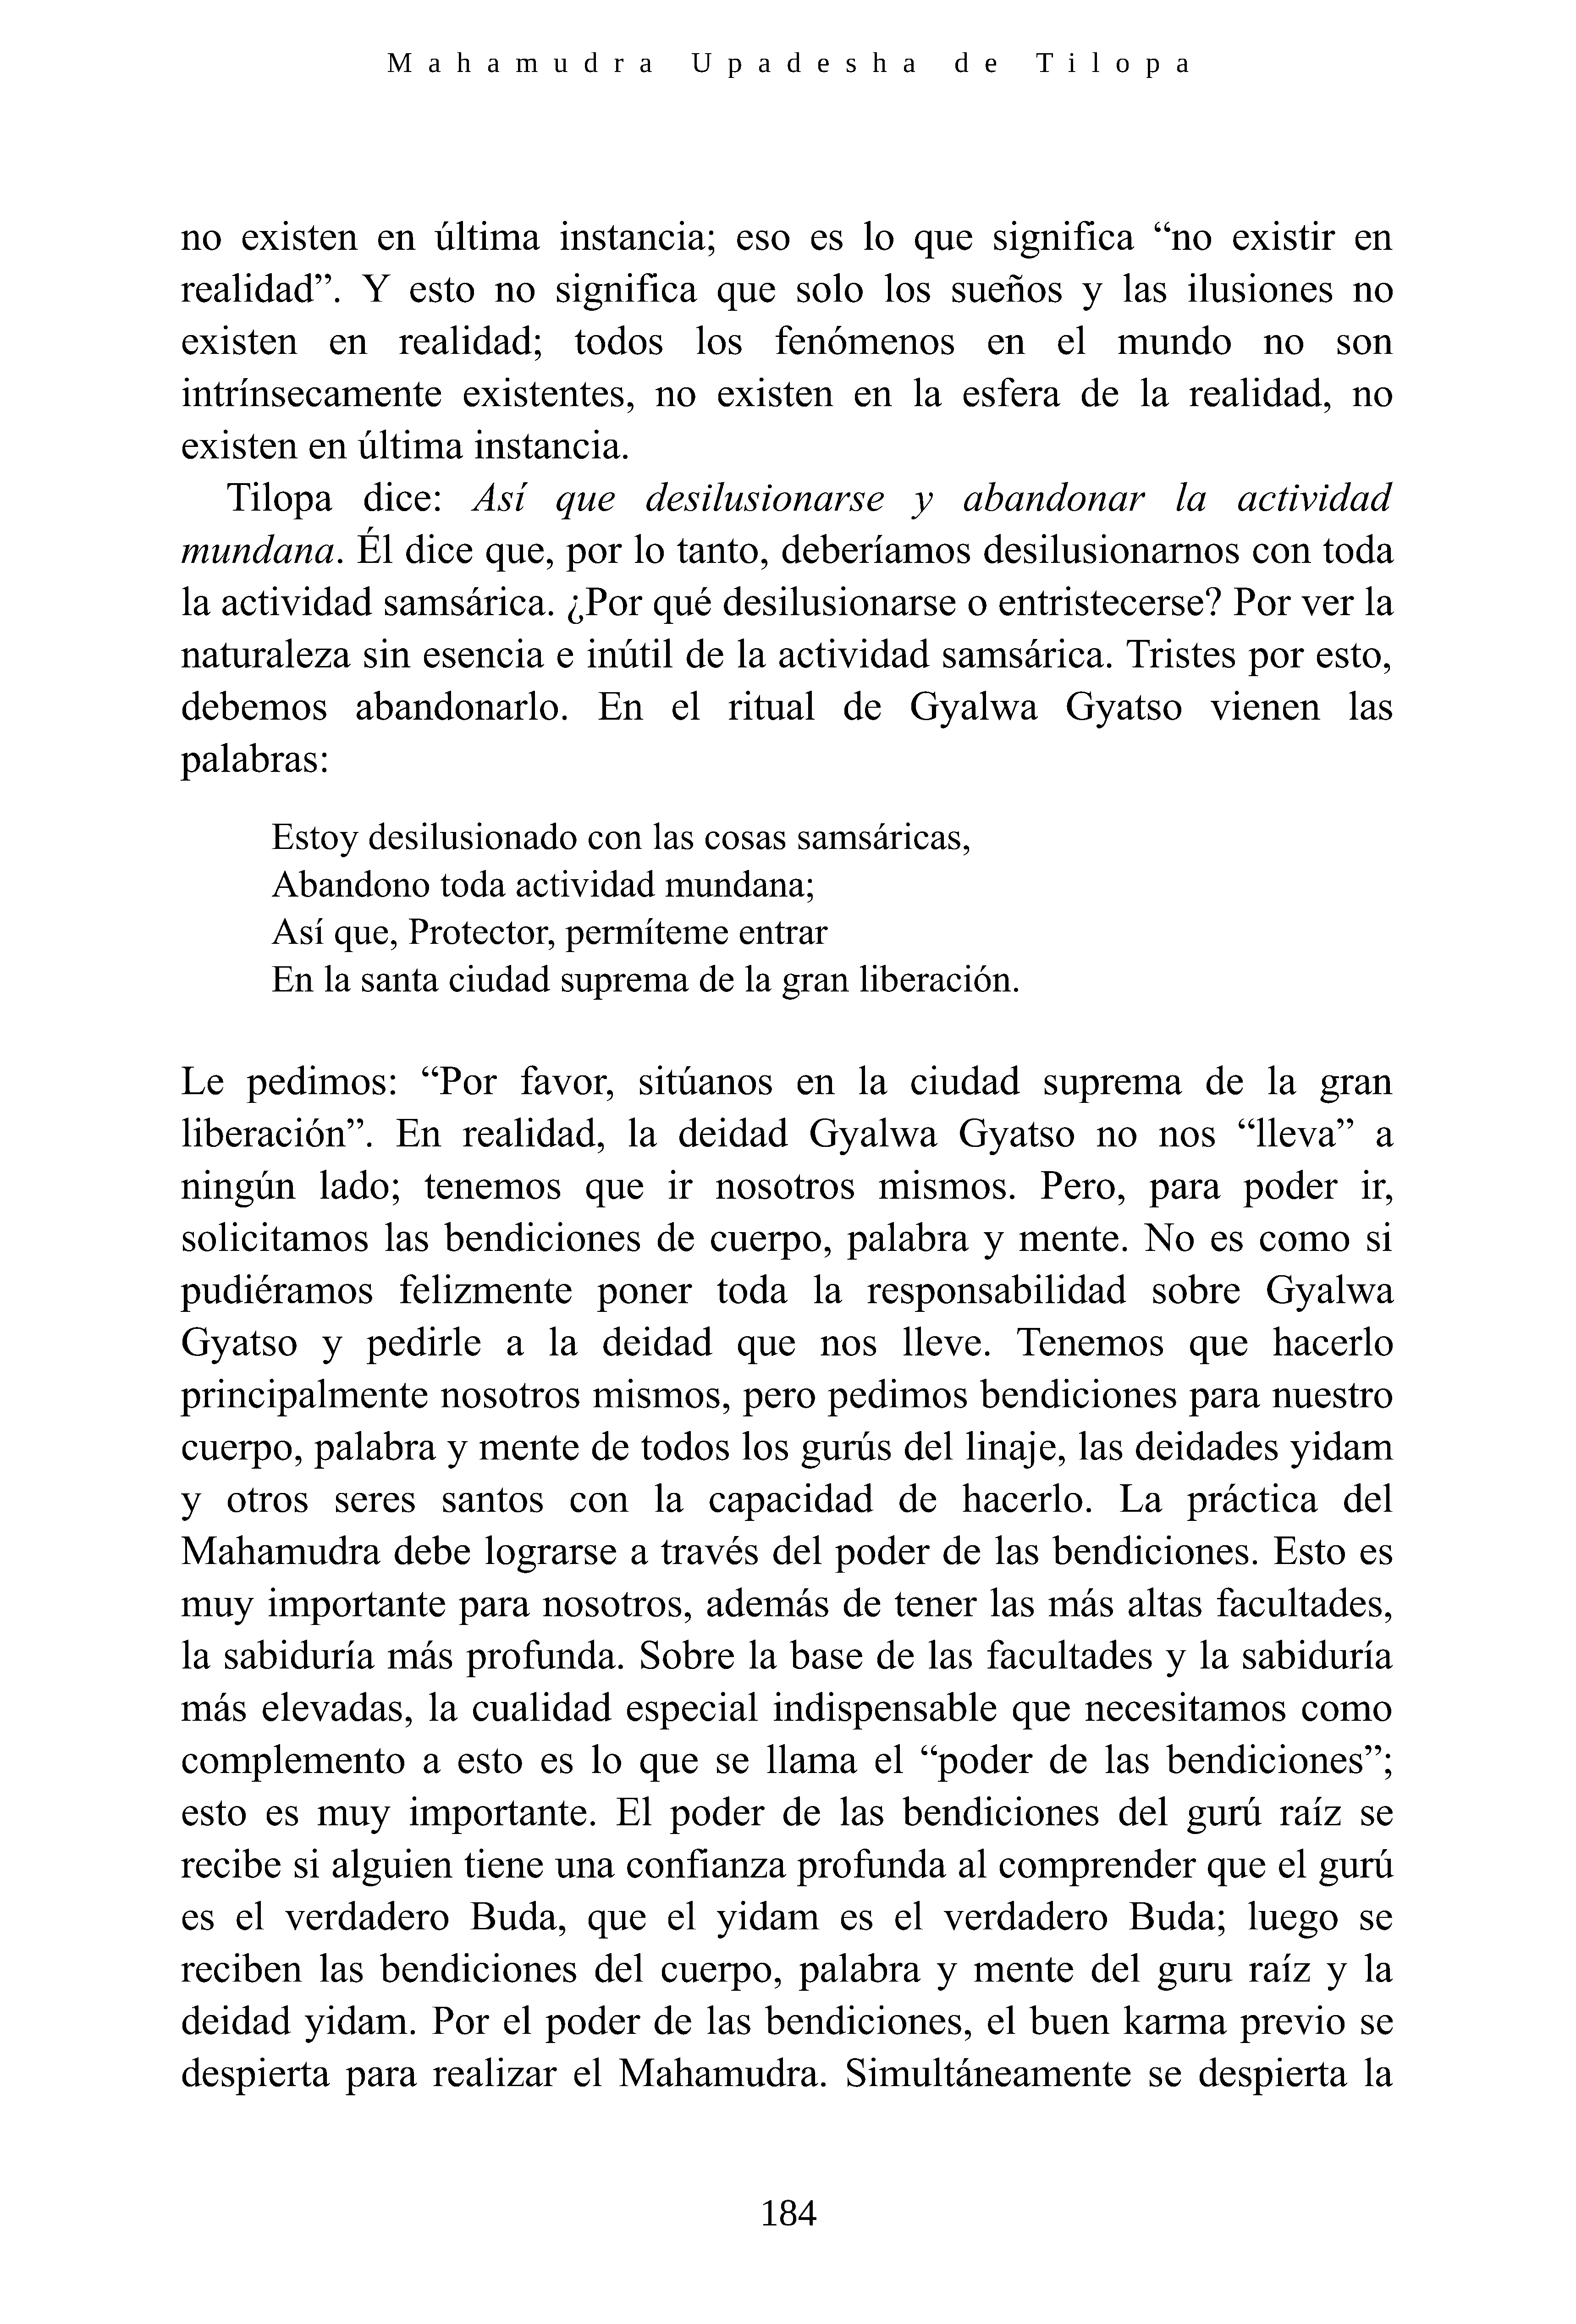 Mahamudra Upadesha de Tilopa
no existen en última instancia; eso es lo que significa “no existir en
realidad”. Y esto no significa que solo los sueños y las ilusiones no
existen en realidad; todos los fenómenos en el mundo no son
intrínsecamente existentes, no existen en la esfera de la realidad, no
existen en última instancia.
Tilopa dice: Así que desilusionarse y abandonar la actividad
mundana. Él dice que, por lo tanto, deberíamos desilusionarnos con toda
la actividad samsárica. ¿Por qué desilusionarse o entristecerse? Por ver la
naturaleza sin esencia e inútil de la actividad samsárica. Tristes por esto,
debemos abandonarlo. En el ritual de Gyalwa Gyatso vienen las
palabras:
Estoy desilusionado con las cosas samsáricas,
Abandono toda actividad mundana;
Así que, Protector, permíteme entrar
En la santa ciudad suprema de la gran liberación.
Le pedimos: “Por favor, sitúanos en la ciudad suprema de la gran
liberación”. En realidad, la deidad Gyalwa Gyatso no nos “lleva” a
ningún lado; tenemos que ir nosotros mismos. Pero, para poder ir,
solicitamos las bendiciones de cuerpo, palabra y mente. No es como si
pudiéramos felizmente poner toda la responsabilidad sobre Gyalwa
Gyatso y pedirle a la deidad que nos lleve. Tenemos que hacerlo
principalmente nosotros mismos, pero pedimos bendiciones para nuestro
cuerpo, palabra y mente de todos los gurús del linaje, las deidades yidam
y otros seres santos con la capacidad de hacerlo. La práctica del
Mahamudra debe lograrse a través del poder de las bendiciones. Esto es
muy importante para nosotros, además de tener las más altas facultades,
la sabiduría más profunda. Sobre la base de las facultades y la sabiduría
más elevadas, la cualidad especial indispensable que necesitamos como
complemento a esto es lo que se llama el “poder de las bendiciones”;
esto es muy importante. El poder de las bendiciones del gurú raíz se
recibe si alguien tiene una confianza profunda al comprender que el gurú
es el verdadero Buda, que el yidam es el verdadero Buda; luego se
reciben las bendiciones del cuerpo, palabra y mente del guru raíz y la
deidad yidam. Por el poder de las bendiciones, el buen karma previo se
despierta para realizar el Mahamudra. Simultáneamente se despierta la
184